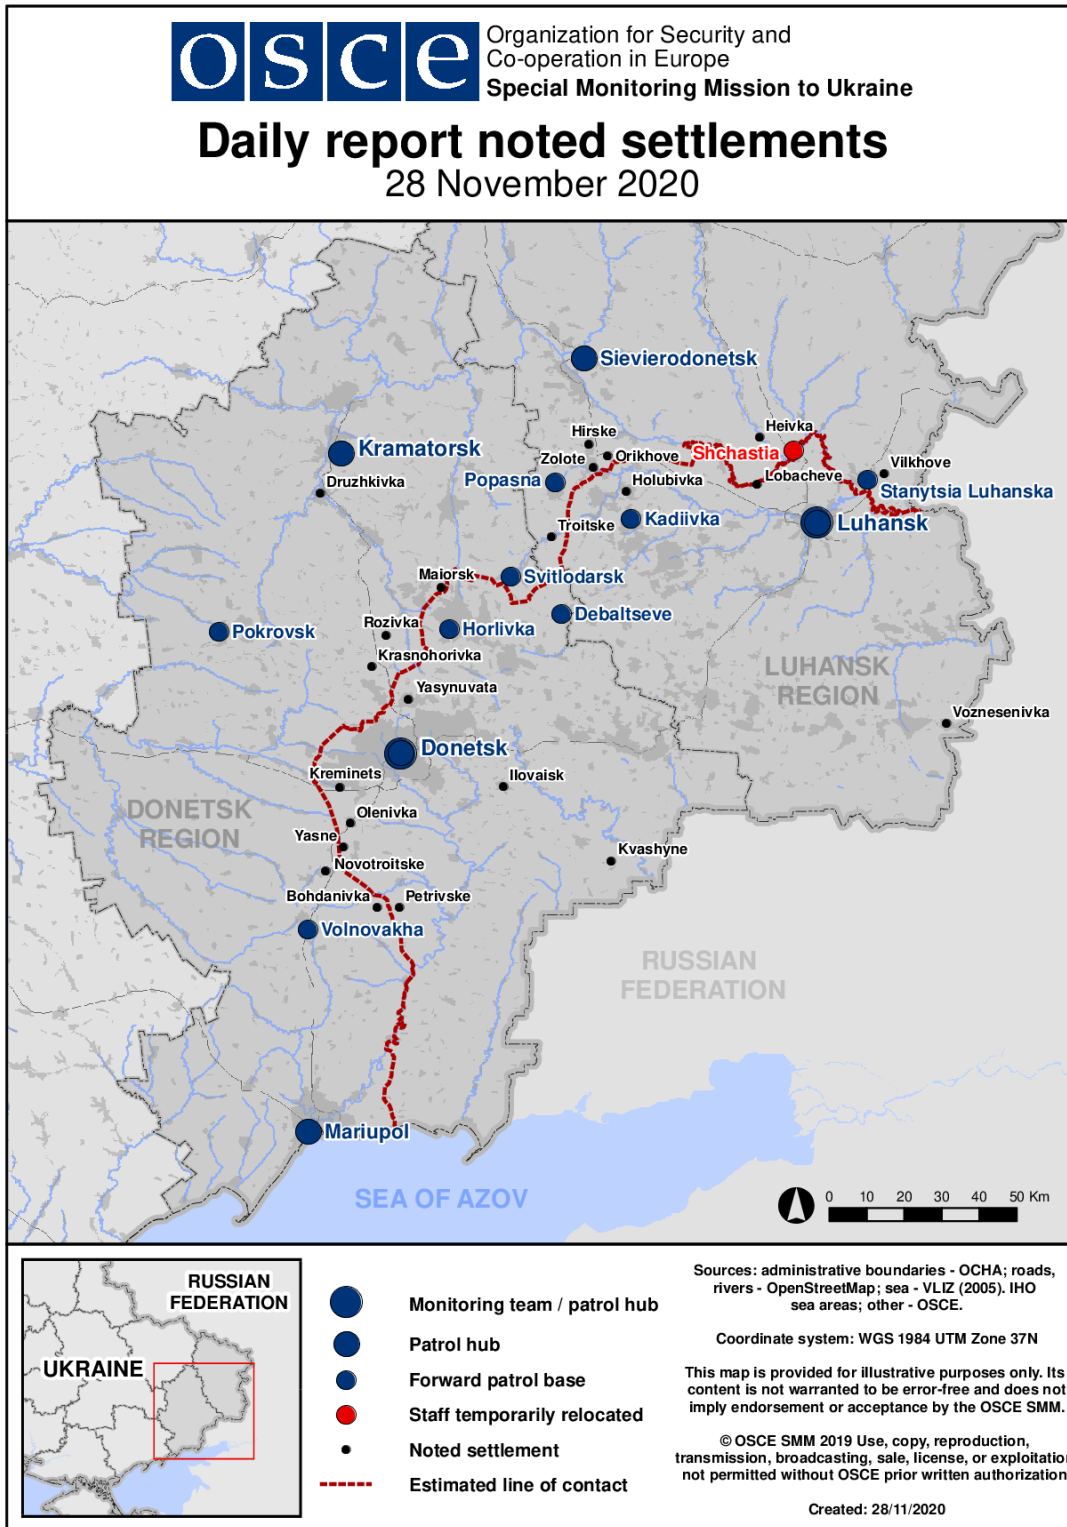 osce
Organization for Security and
Co-operation in Europe
Special Monitoring Mission to Ukraine
Daily report noted settlements
28 November 2020
Sievierodonetsk
Heivka
Hirske
Shchastia
Kramatorsk
Orikhove
Zolote
Vilkhove
Lobacheve
Popasna
Holubivka
Druzhkivka
Stanytsia Luhanska
Kadiivka
Luhansk
Troitske
Maiorsk
Svitlodarsk
Debaltseve
Rozivka
Horlivka
Pokrovsk
Krasnohorivka
LUHANSK
REGION
Yasynuvata
Voznesenivka
Donetsk
Kreminets
Ilovaisk
DONETSK
REGION
Olenivka
Yasne
Kvashyne
Novotroitske
Bohdanivka
Petrivske
Volnovakha
RUSSIAN
FEDERATION
Mariupol
SEA OF AZOV
0 10 20 30 40 50 Km
RUSSIAN
FEDERATION
UKRAINE
Monitoring team / patrol hub
Patrol hub
Forward patrol base
Staff temporarily relocated
Noted settlement
Estimated line of contact
Sources: administrative boundaries - OCHA; roads,
rivers - OpenStreetMap; sea - VLIZ (2005). IHO
sea areas; other - OSCE.
Coordinate system: WGS 1984 UTM Zone 37N
This map is provided for illustrative purposes only. Its
content is not warranted to be error-free and does not
imply endorsement or acceptance by the OSCE SMM.
© OSCE SMM 2019 Use, copy, reproduction,
transmission, broadcasting, sale, license, or exploitation
not permitted without OSCE prior written authorization
Created: 28/11/2020